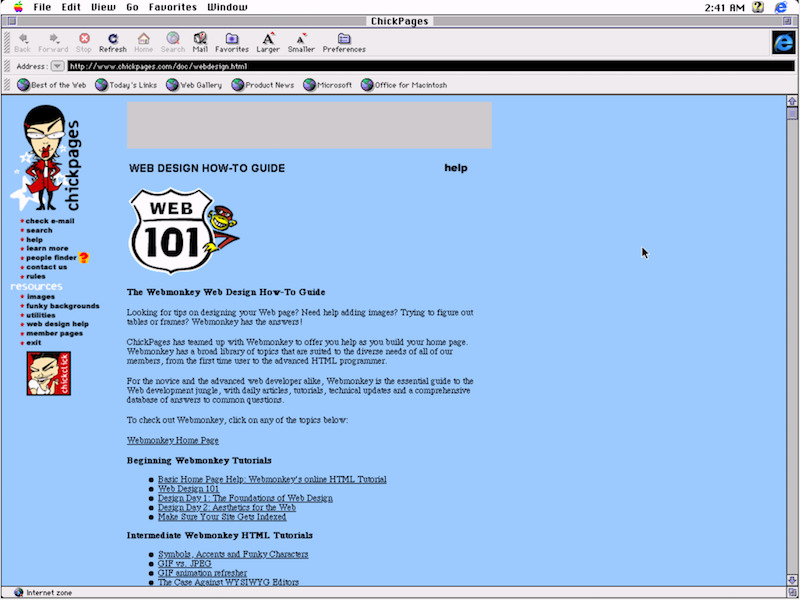 File Edit View Go Favorites Window
2:41 AM
ChickPages
Back Forward Stop Refresh Home Search Mail Favorites Larger Smaller Preferences
Address: http://www.chickpages.com/doc/webdesign.html
Best of the Web Today's Links Web Gallery Product News Microsoft Office for Macintosh
chickpages
check e-mail
search
help
learn more
people finder ?
contact us
rules
resources
images
funky backgrounds
utilities
web design help
member pages
exit
chickclick
WEB DESIGN HOW-TO GUIDE help
WEB
101
The Webmonkey Web Design How-To Guide
Looking for tips on designing your Web page? Need help adding images? Trying to figure out
tables or frames? Webmonkey has the answers!
ChickPages has teamed up with Webmonkey to offer you help as you build your home page.
Webmonkey has a broad library of topics that are suited to the diverse needs of all of our
members, from the first time user to the advanced HTML programmer.
For the novice and the advanced web developer alike, Webmonkey is the essential guide to the
Web development jungle, with daily articles, tutorials, technical updates and a comprehensive
database of answers to common questions.
To check out Webmonkey, click on any of the topics below:
Webmonkey Home Page
Beginning Webmonkey Tutorials
Basic Home Page Help: Webmonkey's online HTML Tutorial
Web Design 101
Design Day 1: The Foundations of Web Design
Design Day 2: Aesthetics for the Web
Make Sure Your Site Gets Indexed
Intermediate Webmonkey HTML Tutorials
Symbols, Accents and Funky Characters
GIF vs. JPEG
GIF animation refresher
The Case Against WYSIWYG Editors
Internet zone